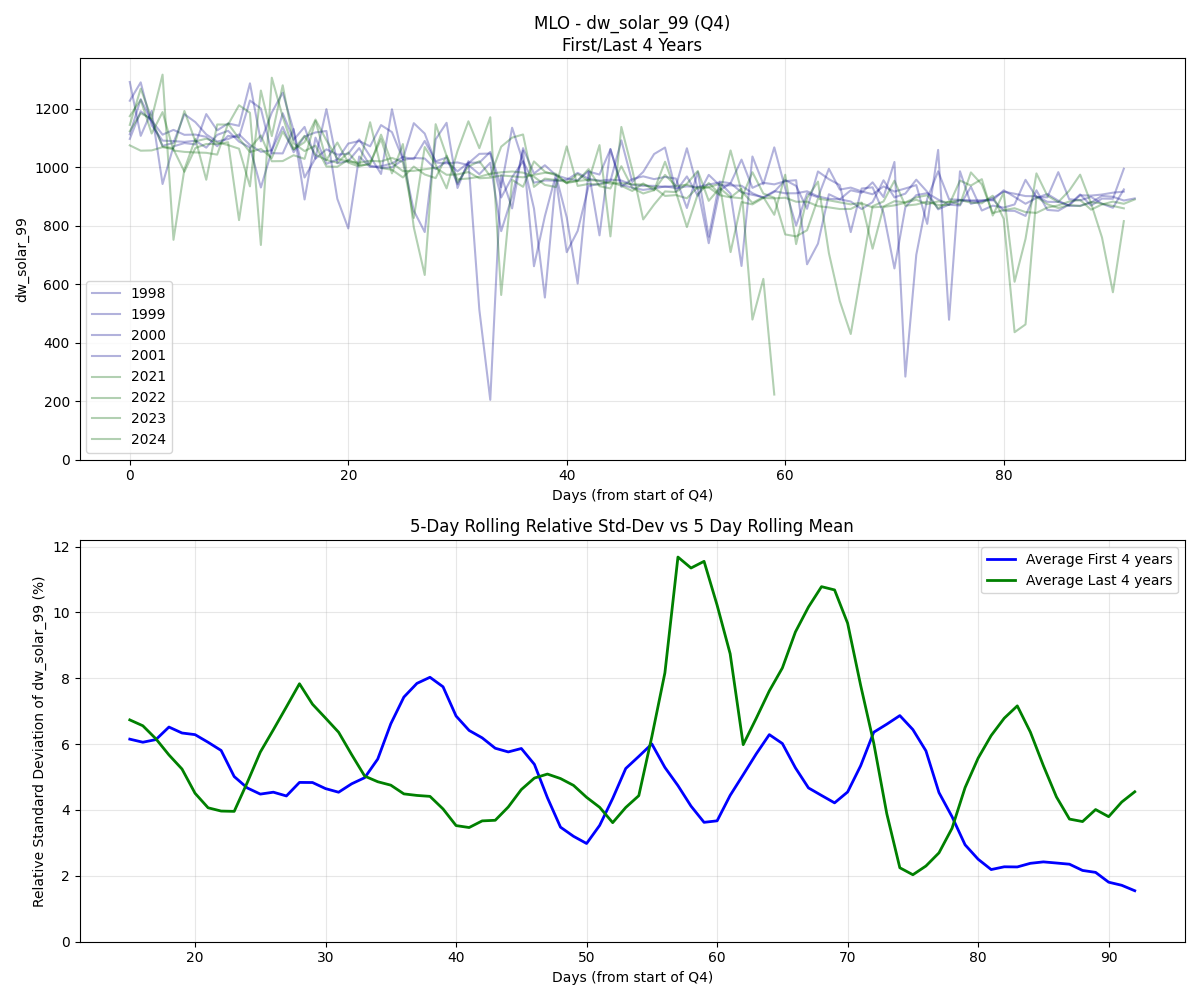 MLO - dw_solar_99 (Q4)
First/Last 4 Years
dw_solar_99
1200
1000
800
600
400
200
0
1998
1999
2000
2001
2021
2022
2023
2024
0 20 40 60 80
Days (from start of Q4)
5-Day Rolling Relative Std-Dev vs 5 Day Rolling Mean
Relative Standard Deviation of dw_solar_99 (%)
12
10
8
6
4
2
0
Average First 4 years
Average Last 4 years
20 30 40 50 60 70 80 90
Days (from start of Q4)